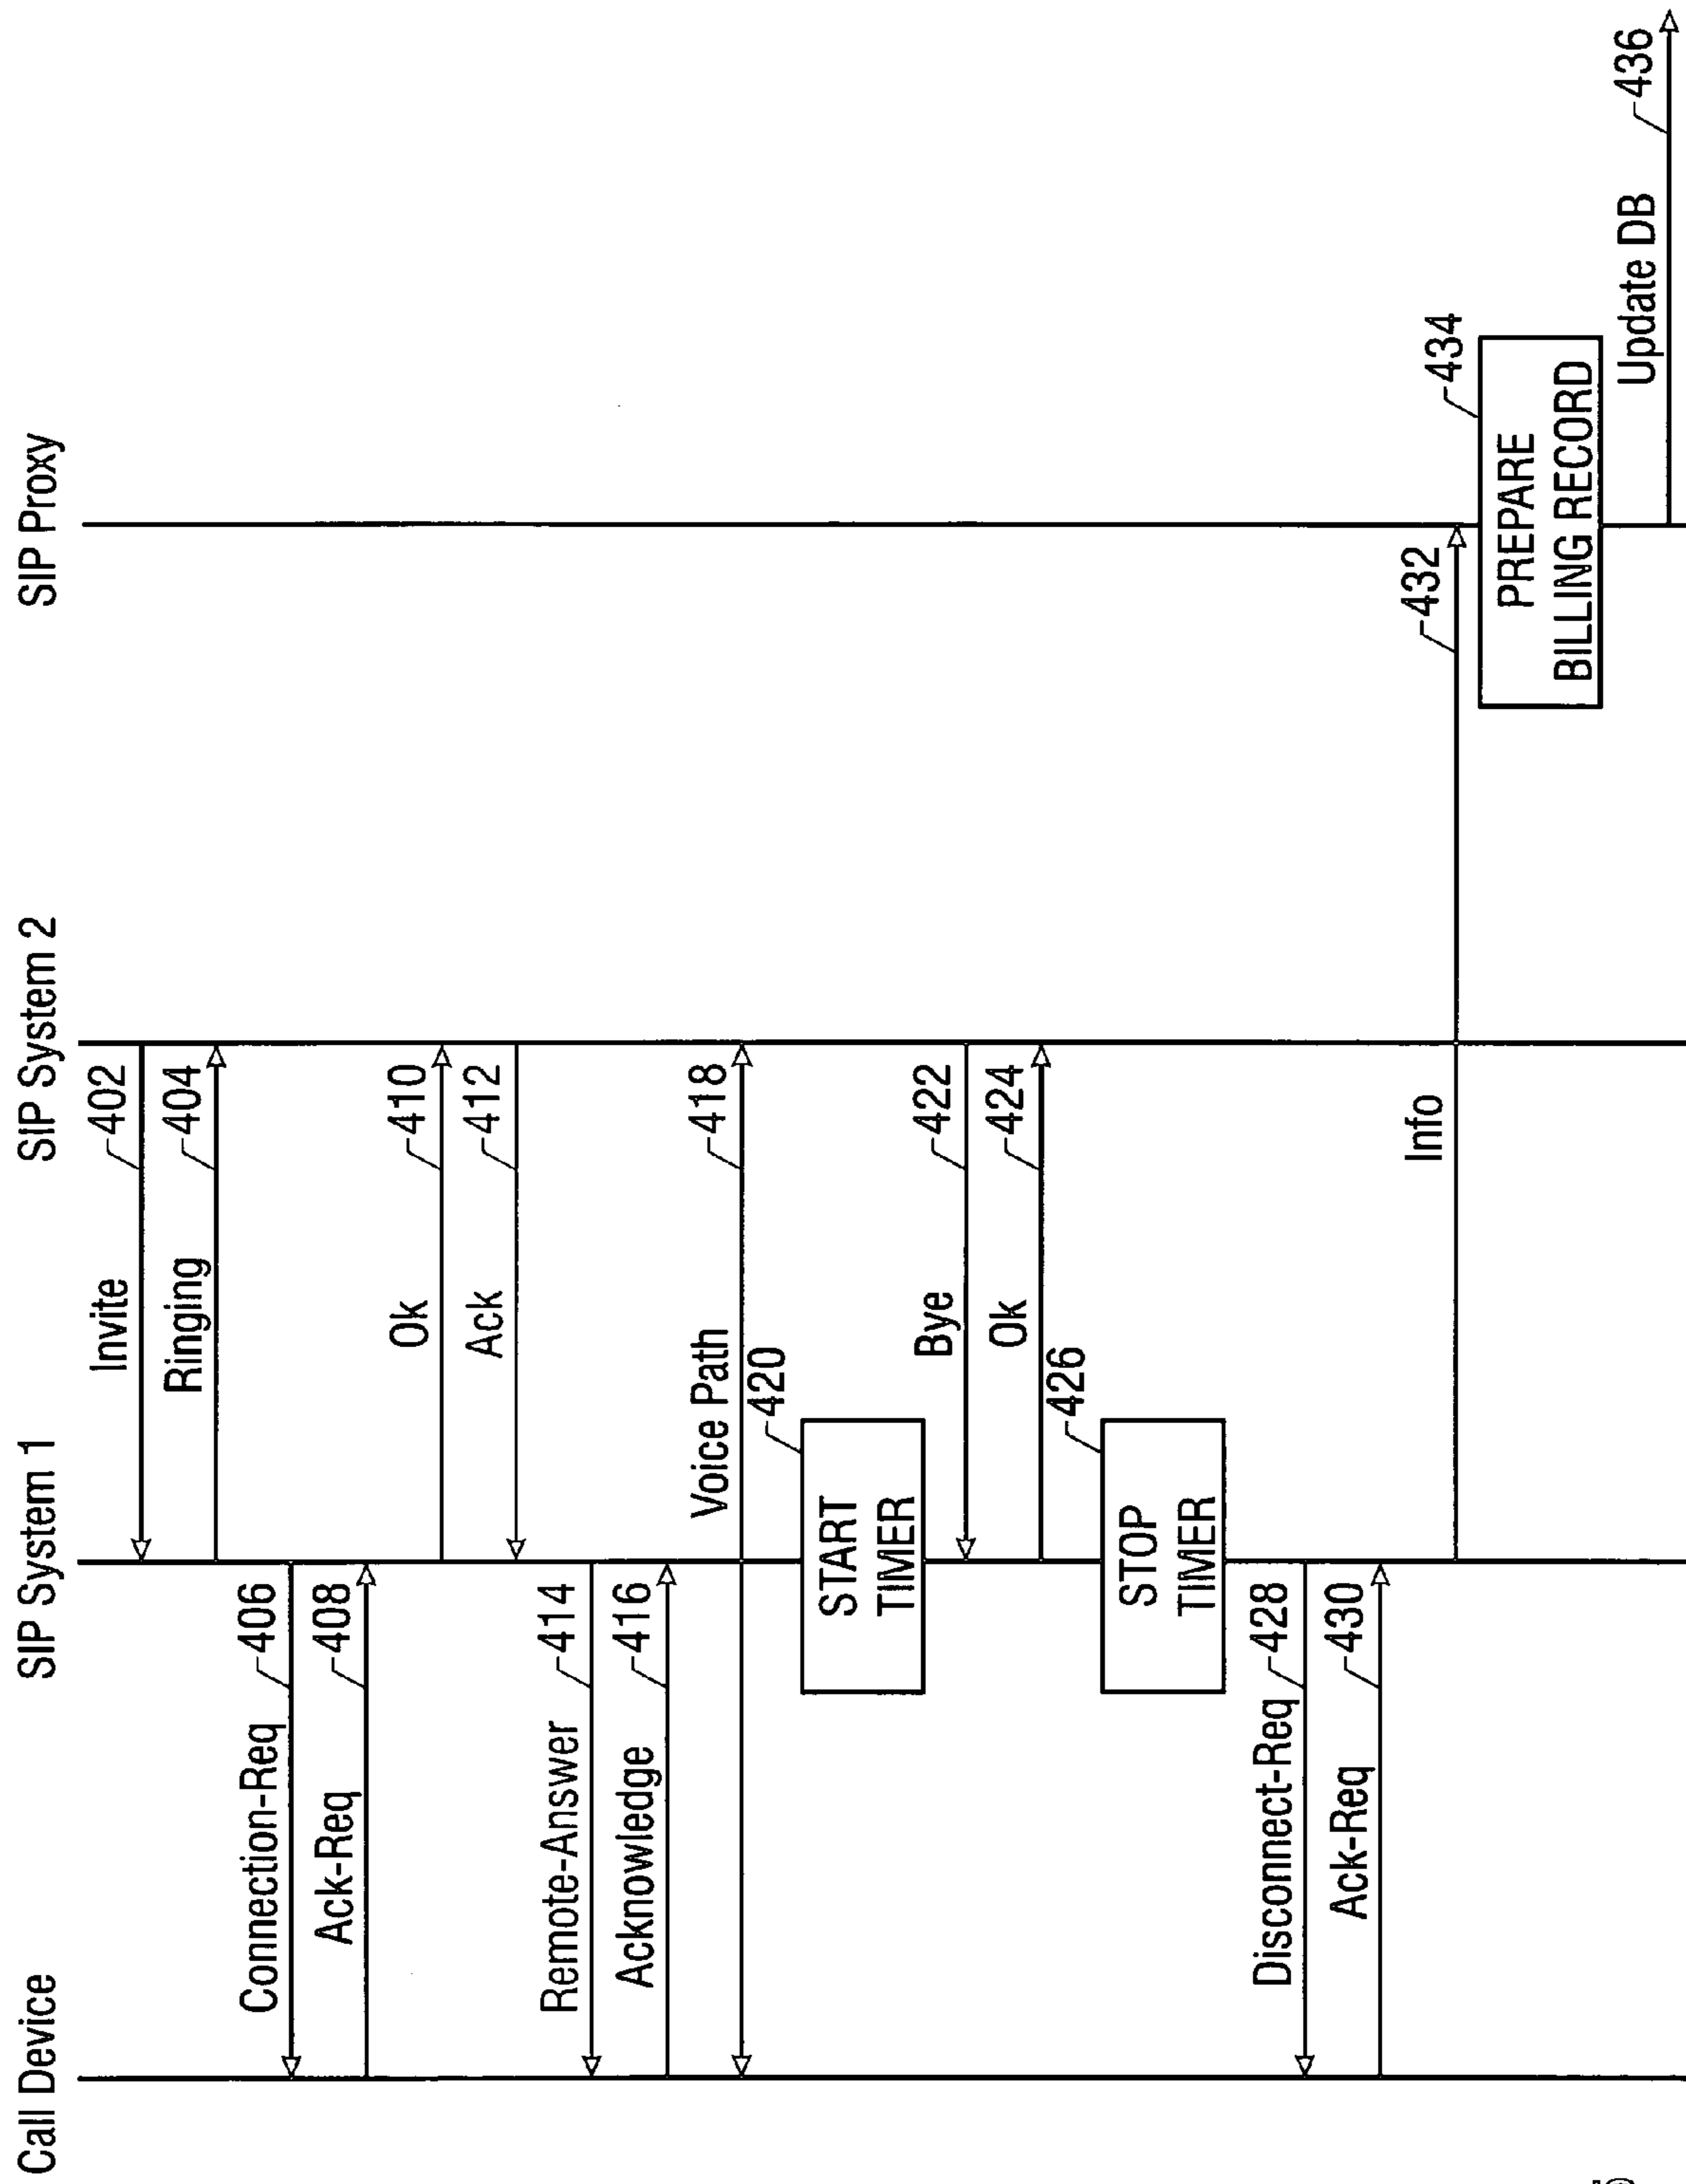 Call Device
SIP System 1
SIP System 2
SIP Proxy
Invite
402
Ringing
404
Connection-Req
406
Ack-Req
408
Ok
410
Ack
412
Remote-Answer
414
Acknowledge
416
Voice Path
418
420
START
TIMER
Bye
422
Ok
424
426
STOP
TIMER
Disconnect-Req
428
Ack-Req
430
Info
432
434
PREPARE
BILLING RECORD
Update DB
436